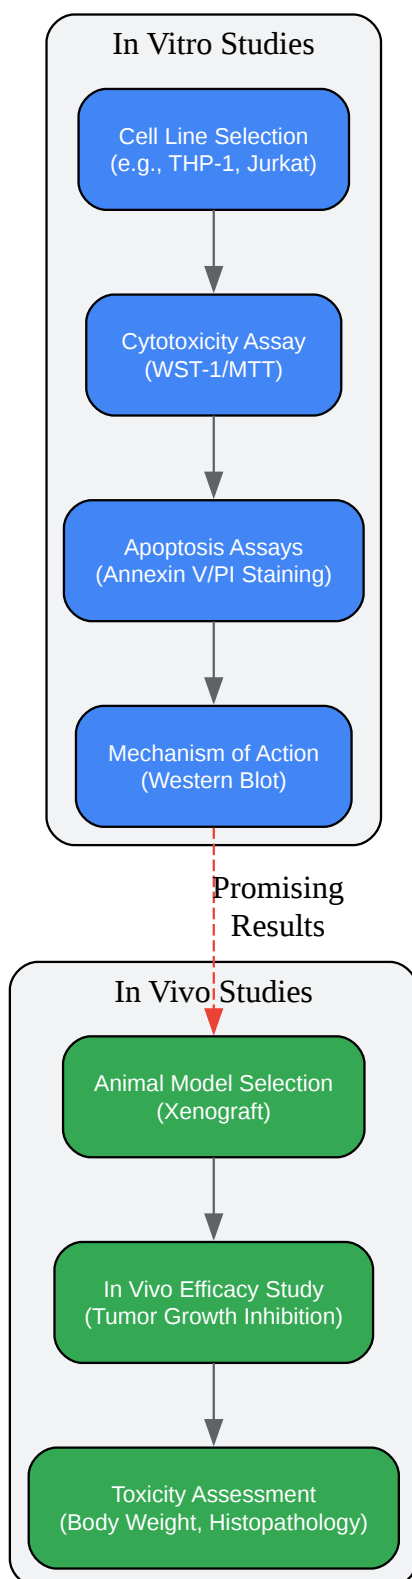 In Vitro Studies
Cell Line Selection
(e.g., THP-1, Jurkat)
Cytotoxicity Assay
(WST-1/MTT)
Apoptosis Assays
(Annexin V/PI Staining)
Mechanism of Action
(Western Blot)
Promising
Results
In Vivo Studies
Animal Model Selection
(Xenograft)
In Vivo Efficacy Study
(Tumor Growth Inhibition)
Toxicity Assessment
(Body Weight, Histopathology)